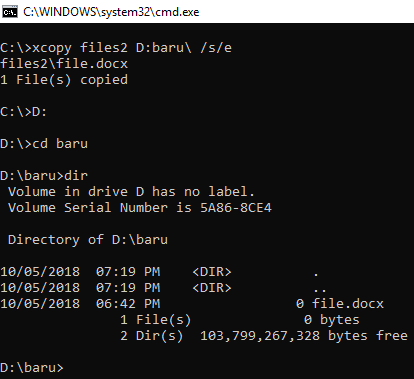 C:\WINDOWS\system32\cmd.exe
C:\>xcopy files2 D:baru\ /s/e
files2\file.docx
1 File(s) copied
C:\>D:
D:\>cd baru
D:\baru>dir
 Volume in drive D has no label.
 Volume Serial Number is 5A86-8CE4
 Directory of D:\baru
10/05/2018  07:19 PM    <DIR>          .
10/05/2018  07:19 PM    <DIR>          ..
10/05/2018  06:42 PM                 0 file.docx
               1 File(s)              0 bytes
               2 Dir(s)  103,799,267,328 bytes free
D:\baru>